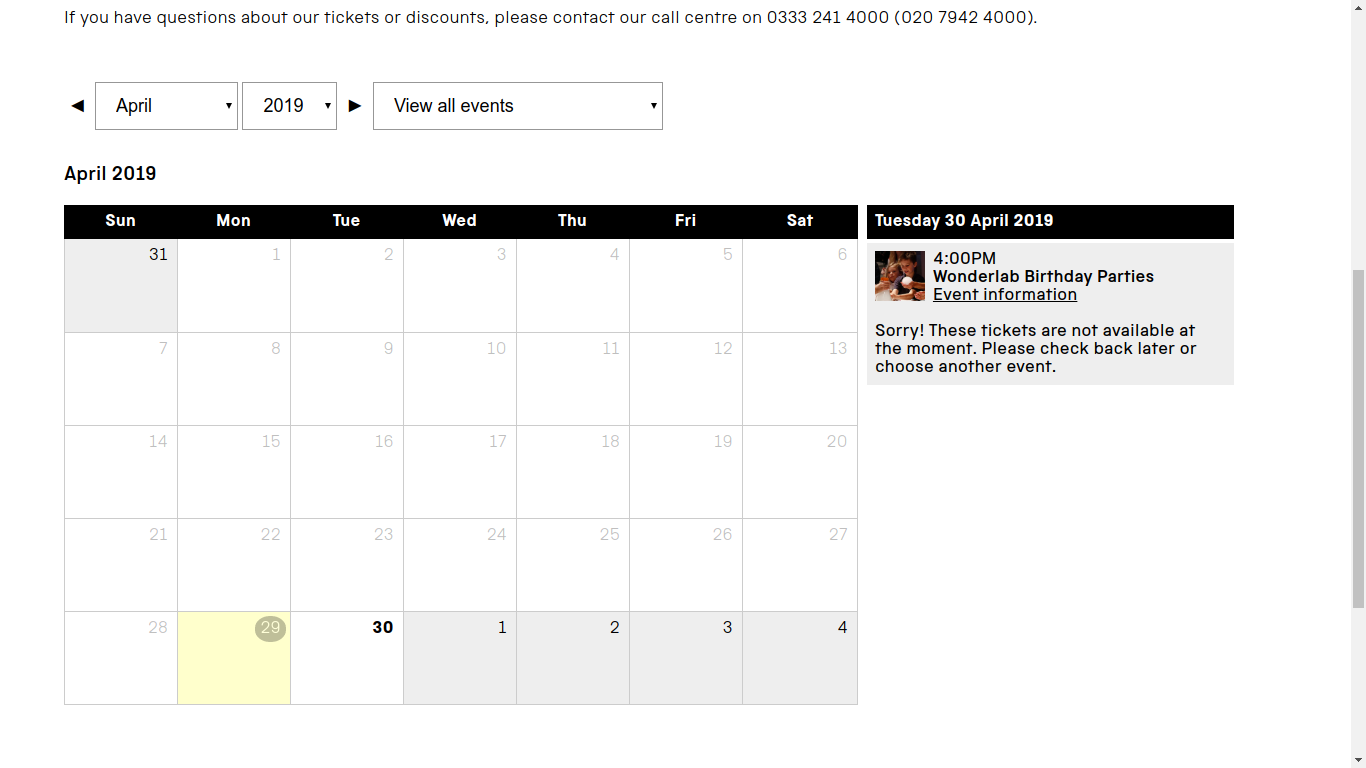 If you have questions about our tickets or discounts, please contact our call centre on 0333 241 4000 (020 7942 4000).
◄ April 2019 ► View all events
April 2019
Sun Mon Tue Wed Thu Fri Sat
31 1 2 3 4 5 6
7 8 9 10 11 12 13
14 15 16 17 18 19 20
21 22 23 24 25 26 27
28 29 30 1 2 3 4
Tuesday 30 April 2019
4:00PM
Wonderlab Birthday Parties
Event information
Sorry! These tickets are not available at
the moment. Please check back later or
choose another event.